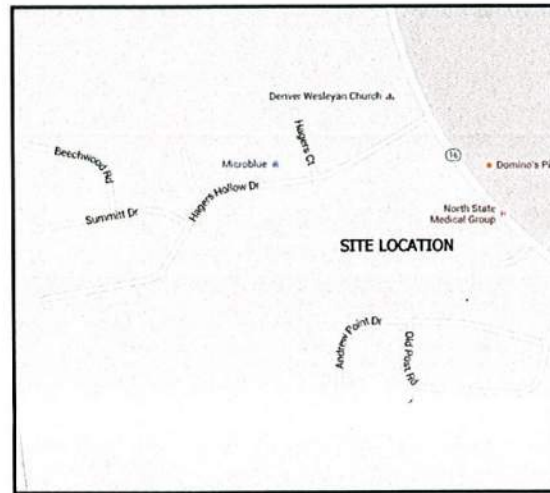 Denver Wesleyan Church
Hagers Ct
Beechwood Rd
Microblue
16
Domino's Pi
Hagers Hollow Dr
Summitt Dr
North State
Medical Group
SITE LOCATION
Andrew Point Dr
Old Post Rd